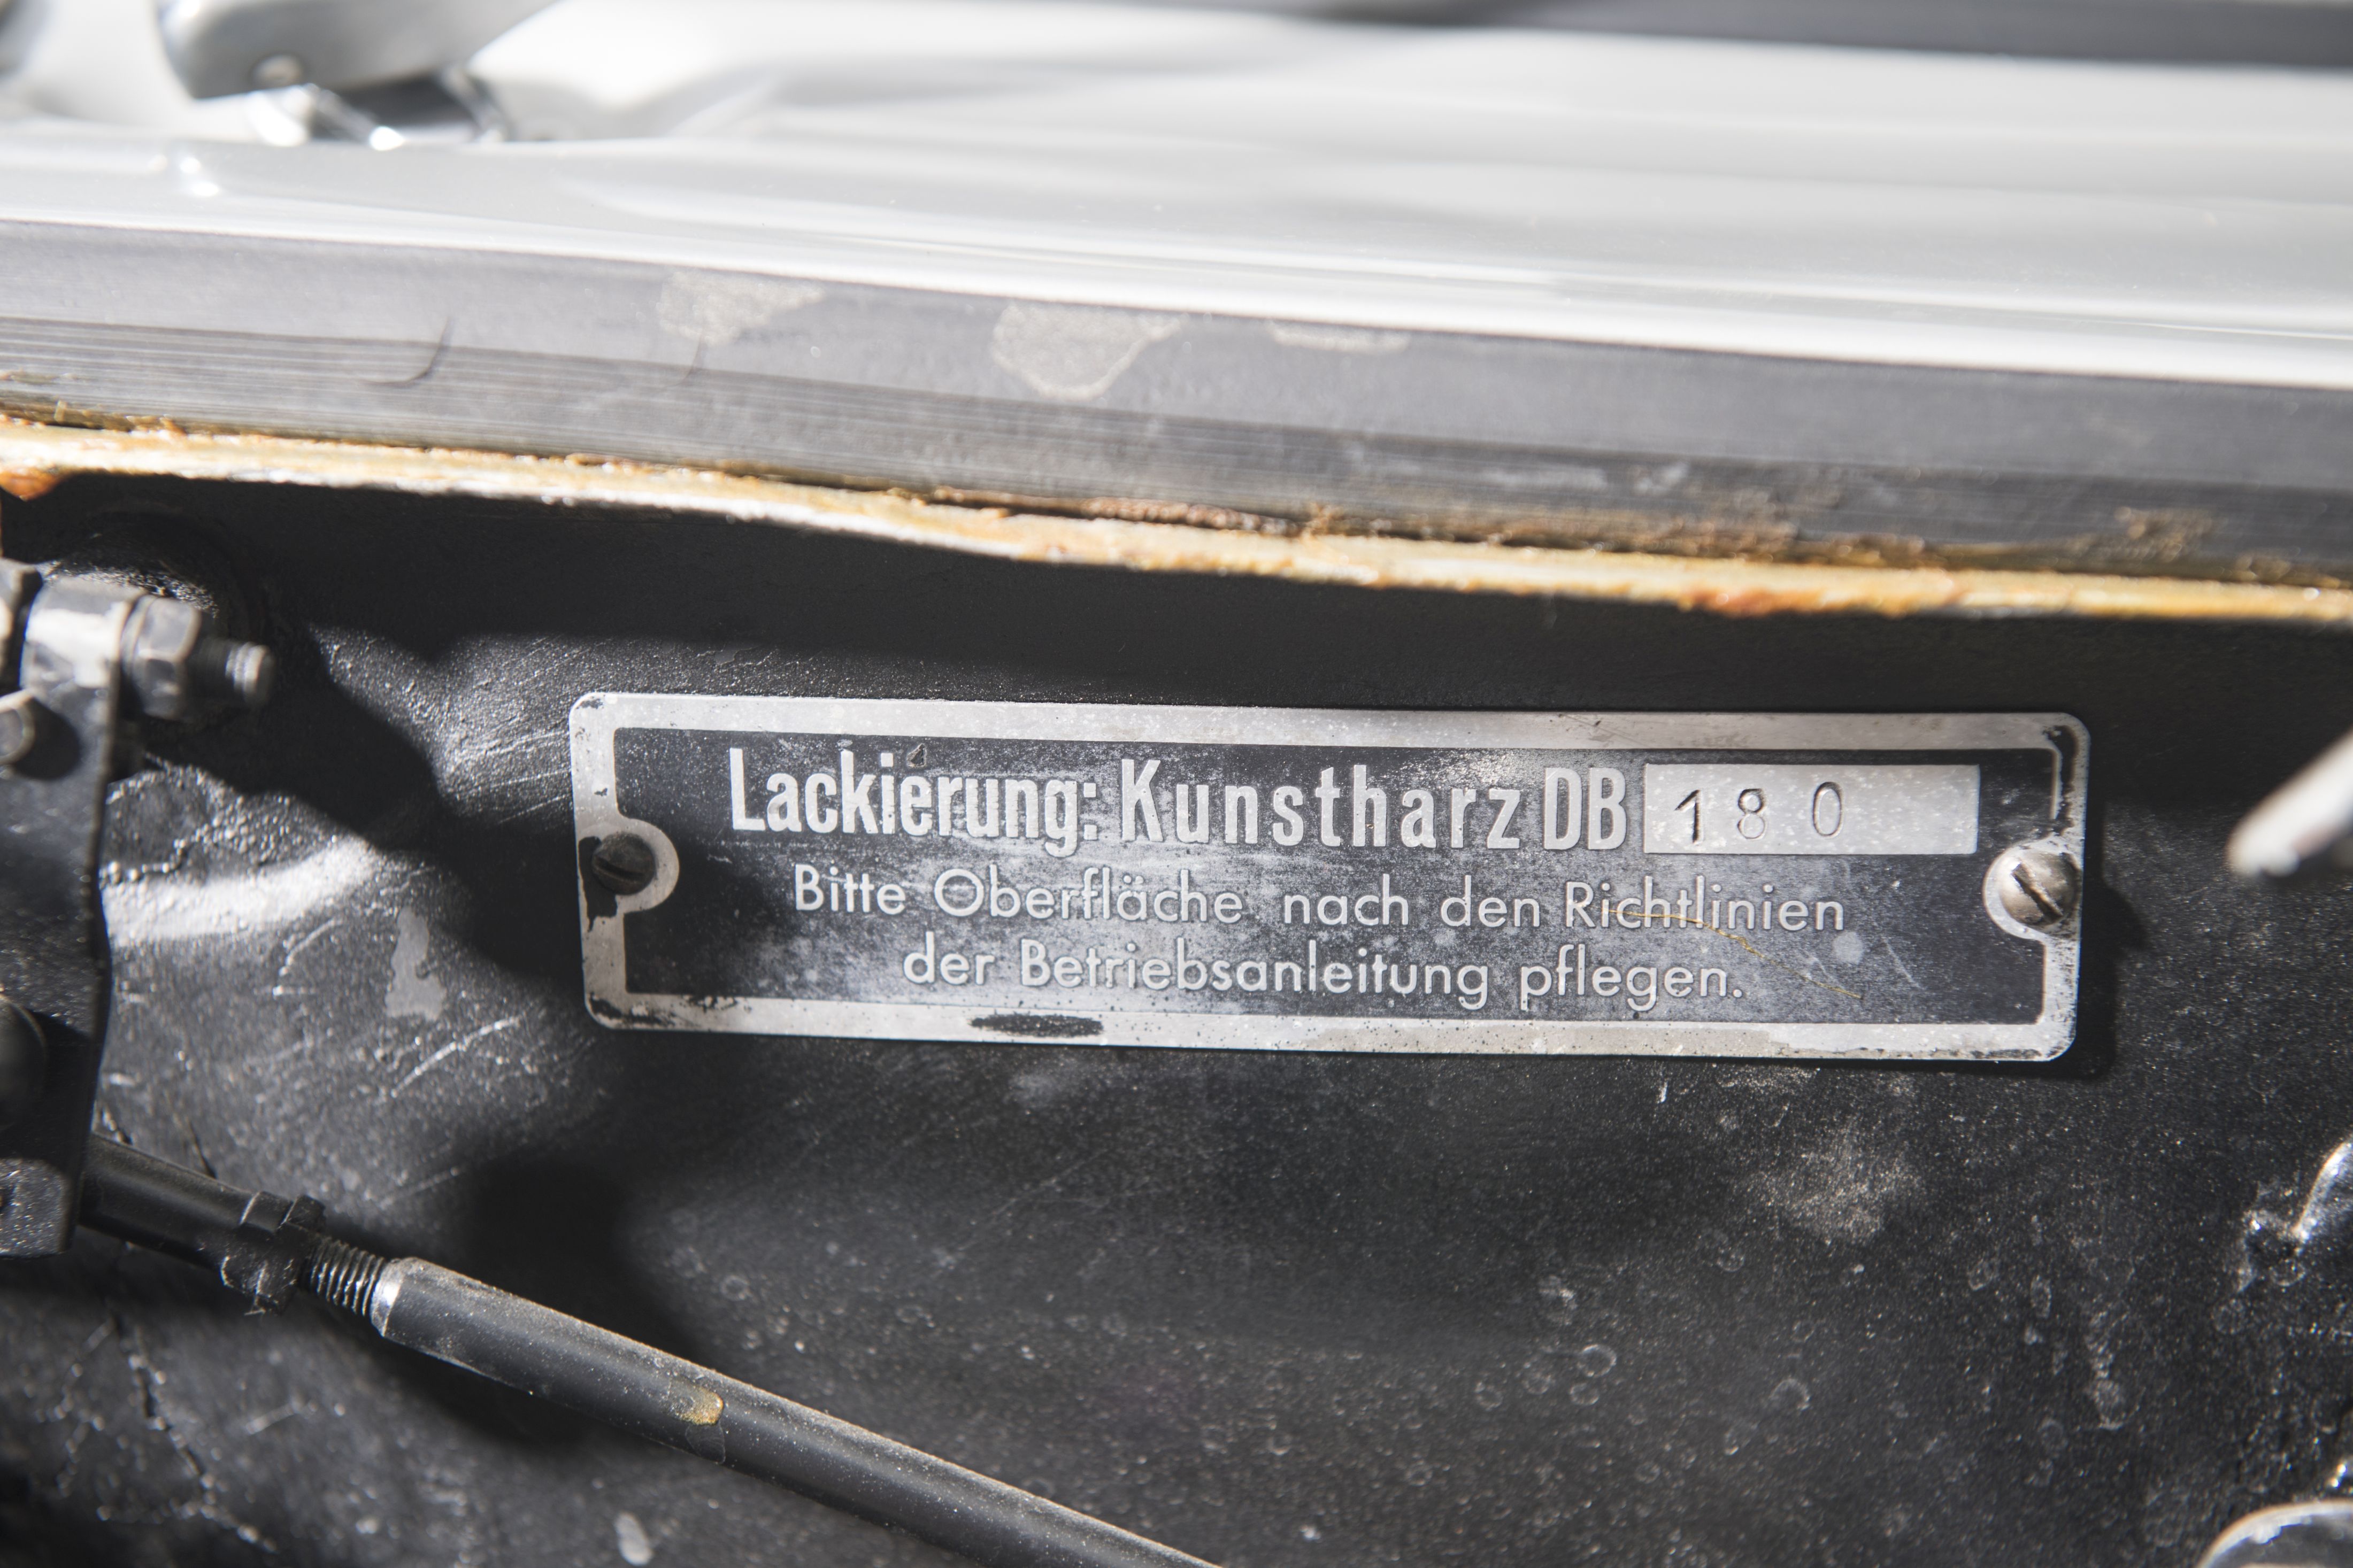 Lackierung: Kunstharz DB 180
Bitte Oberfläche nach den Richtlinien
der Betriebsanleitung pflegen.